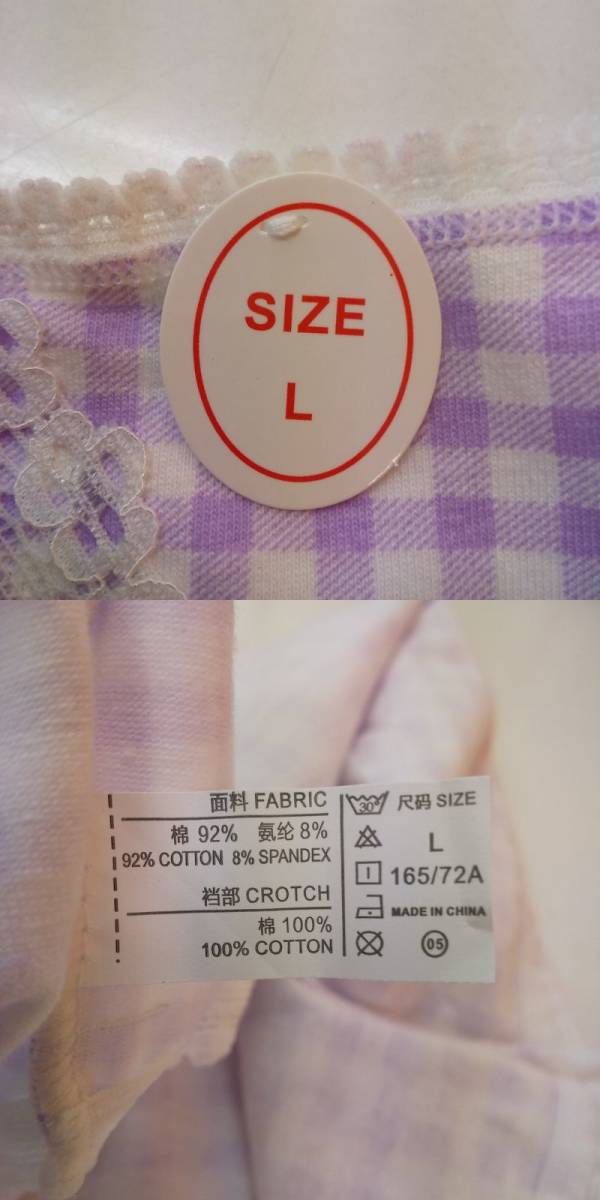 SIZE
L
面料 FABRIC
棉 92% 氨纶 8%
92% COTTON 8% SPANDEX
裆部 CROTCH
棉 100%
100% COTTON
30° 尺码 SIZE
L
165/72A
MADE IN CHINA
05